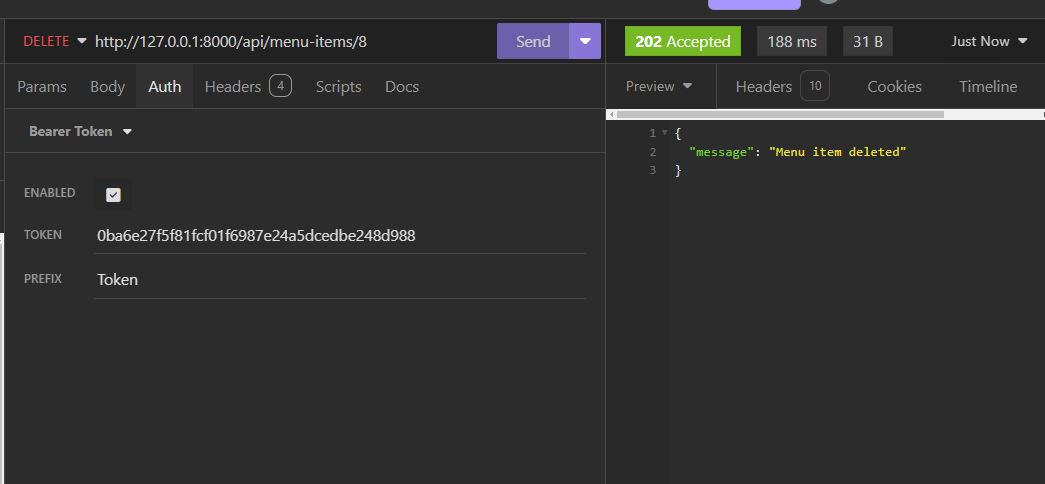 DELETE http://127.0.0.1:8000/api/menu-items/8 Send
202 Accepted 188 ms 31 B Just Now
Params Body Auth Headers 4 Scripts Docs
Preview Headers 10 Cookies Timeline
Bearer Token
ENABLED
TOKEN 0ba6e27f5f81fcf01f6987e24a5dcedbe248d988
PREFIX Token
1 {
2 "message": "Menu item deleted"
3 }